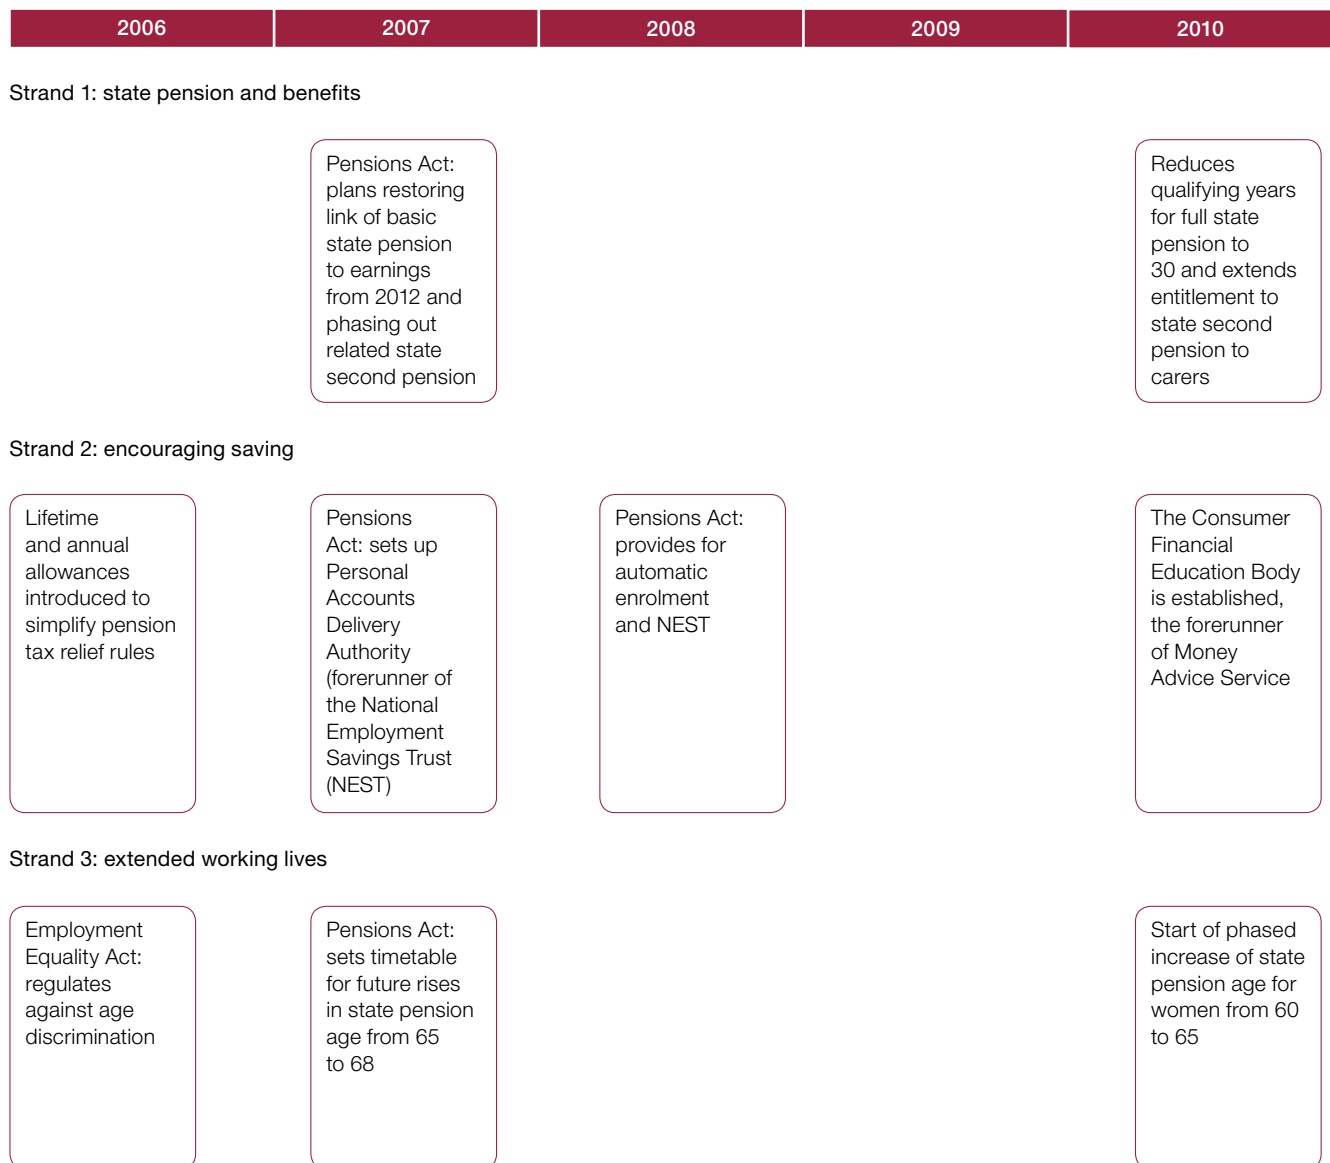 2006 2007 2008 2009 2010
Strand 1: state pension and benefits
Pensions Act:
plans restoring
link of basic
state pension
to earnings
from 2012 and
phasing out
related state
second pension
Reduces
qualifying years
for full state
pension to
30 and extends
entitlement to
state second
pension to
carers
Strand 2: encouraging saving
Lifetime
and annual
allowances
introduced to
simplify pension
tax relief rules
Pensions
Act: sets up
Personal
Accounts
Delivery
Authority
(forerunner of
the National
Employment
Savings Trust
(NEST)
Pensions Act:
provides for
automatic
enrolment
and NEST
The Consumer
Financial
Education Body
is established,
the forerunner
of Money
Advice Service
Strand 3: extended working lives
Employment
Equality Act:
regulates
against age
discrimination
Pensions Act:
sets timetable
for future rises
in state pension
age from 65
to 68
Start of phased
increase of state
pension age for
women from 60
to 65